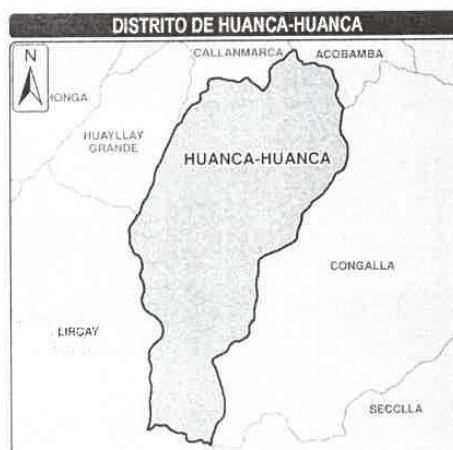 DISTRITO DE HUANCA-HUANCA
N
CALLANMARCA
ACOBAMBA
HUAYLLAY
GRANDE
HUANCA-HUANCA
CONGALLA
LIRCAY
SECCLLA